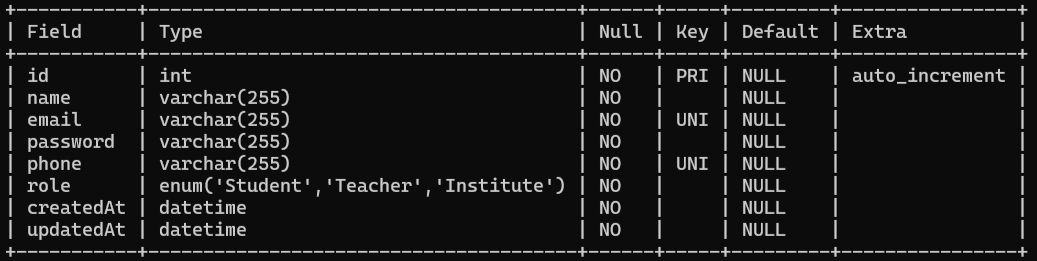 +-----------+---------------------------------------+------+-----+---------+----------------+
| Field     | Type                                  | Null | Key | Default | Extra          |
+-----------+---------------------------------------+------+-----+---------+----------------+
| id        | int                                   | NO   | PRI | NULL    | auto_increment |
| name      | varchar(255)                          | NO   |     | NULL    |                |
| email     | varchar(255)                          | NO   | UNI | NULL    |                |
| password  | varchar(255)                          | NO   |     | NULL    |                |
| phone     | varchar(255)                          | NO   | UNI | NULL    |                |
| role      | enum('Student','Teacher','Institute') | NO   |     | NULL    |                |
| createdAt | datetime                              | NO   |     | NULL    |                |
| updatedAt | datetime                              | NO   |     | NULL    |                |
+-----------+---------------------------------------+------+-----+---------+----------------+